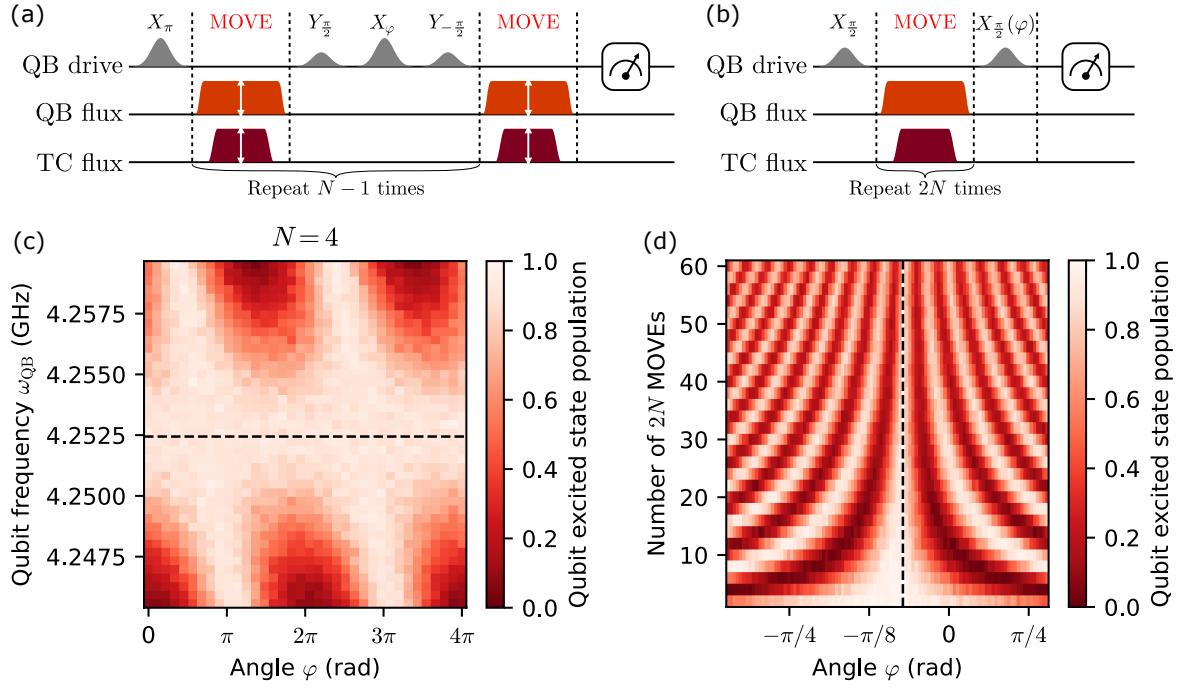 (a)
X_π MOVE Y_{π/2} X_φ Y_{-π/2} MOVE
QB drive
QB flux
TC flux
Repeat N − 1 times
(b)
X_{π/2} MOVE X_{π/2}(φ)
QB drive
QB flux
TC flux
Repeat 2N times
(c)
N = 4
Qubit frequency ω_QB (GHz)
4.2575
4.2550
4.2525
4.2500
4.2475
0 π 2π 3π 4π
Angle φ (rad)
1.0
0.8
0.6
0.4
0.2
0.0
Qubit excited state population
(d)
Number of 2N MOVEs
60
50
40
30
20
10
−π/4 −π/8 0 π/4
Angle φ (rad)
1.0
0.8
0.6
0.4
0.2
0.0
Qubit excited state population